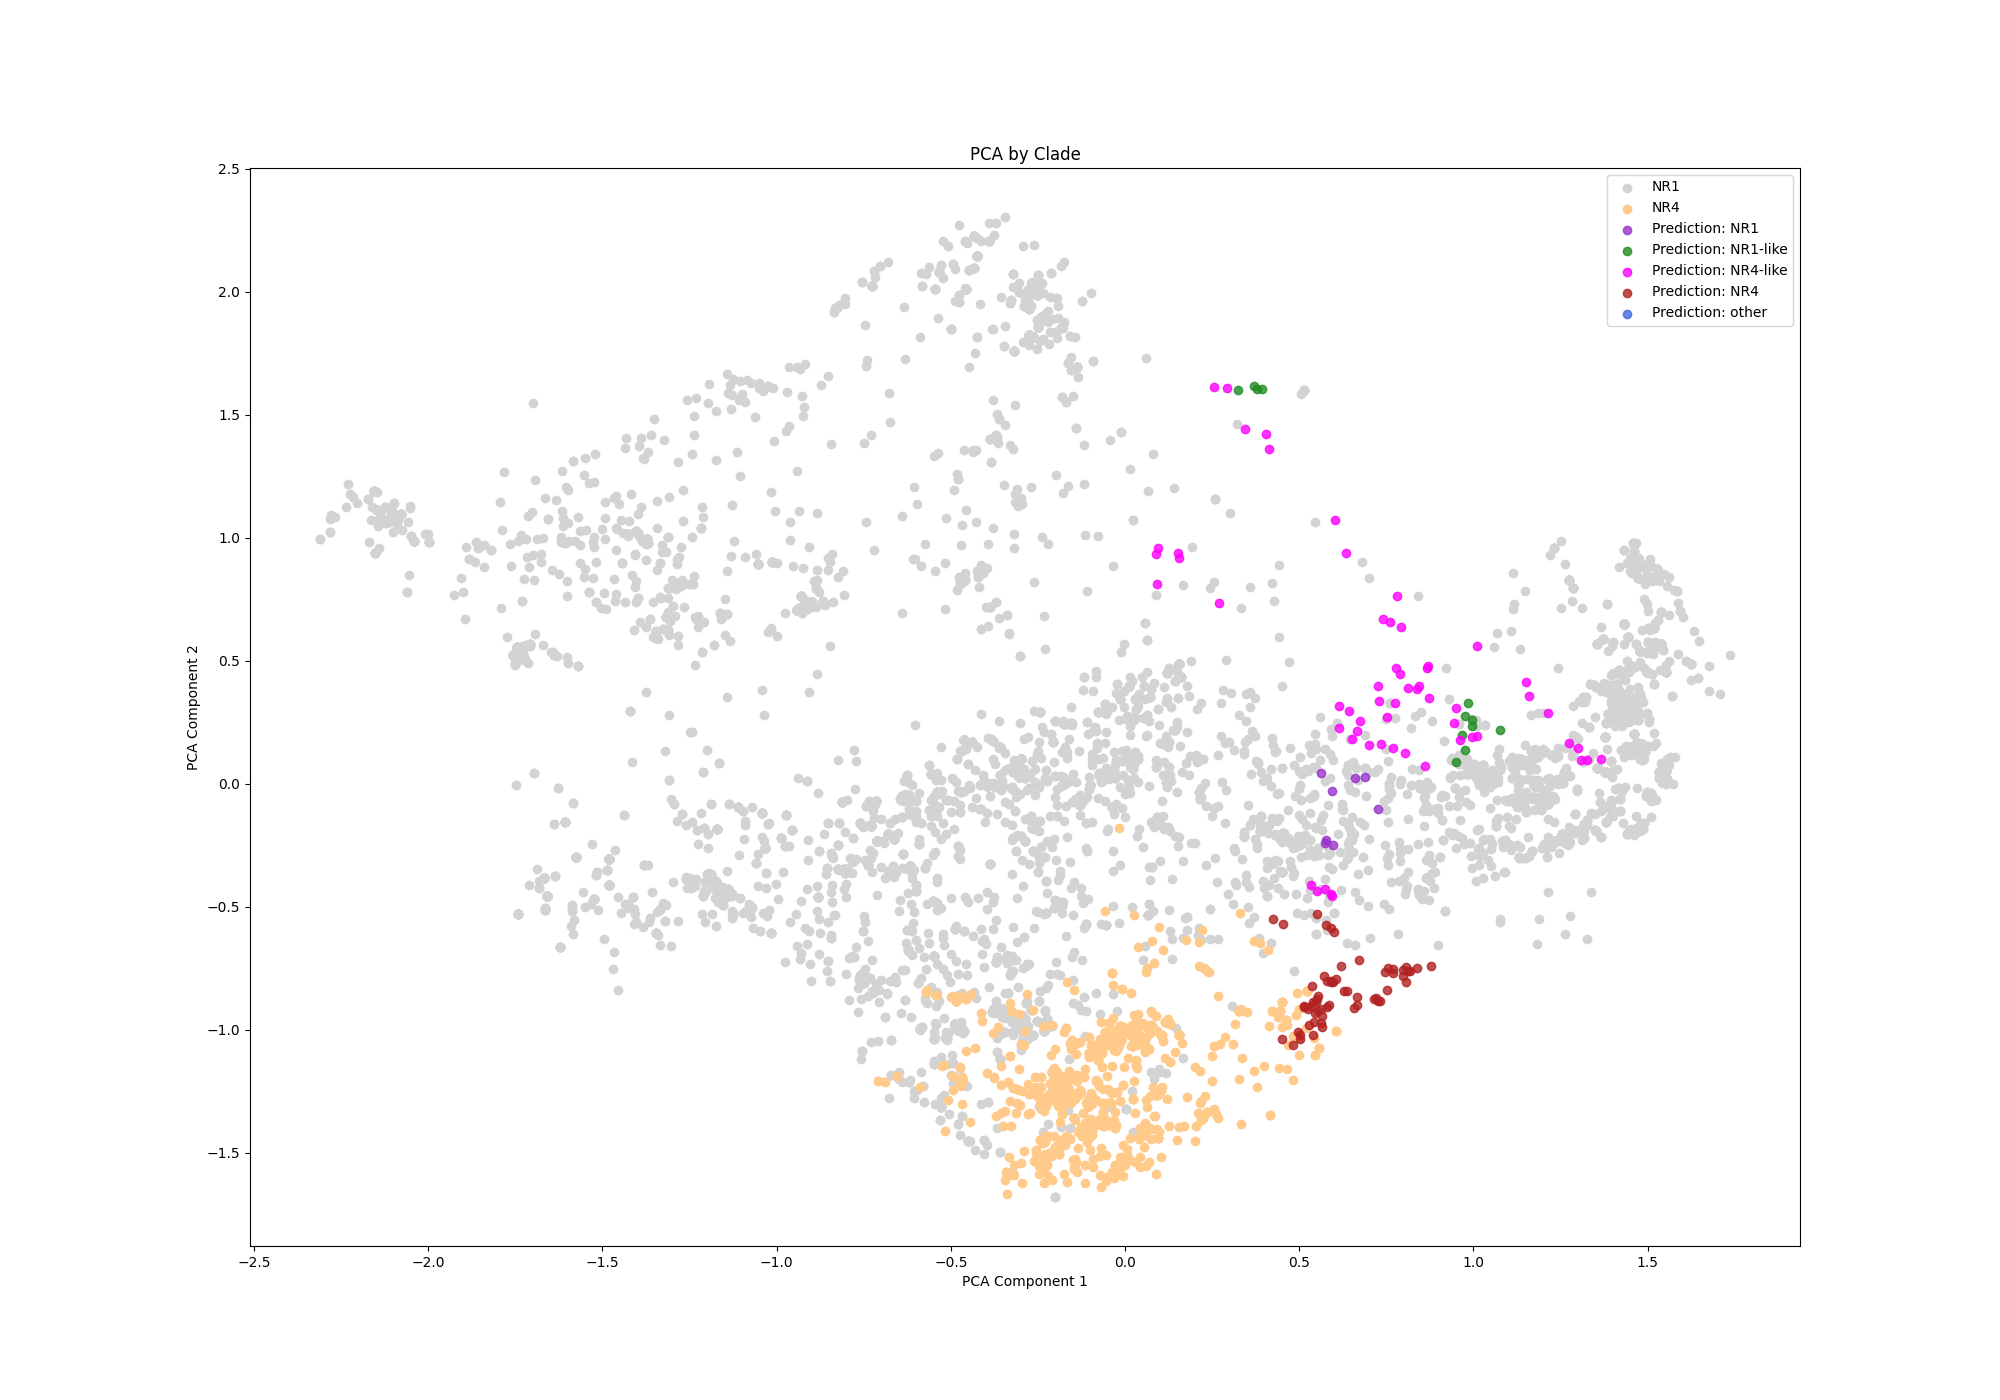 PCA by Clade
NR1
NR4
Prediction: NR1
Prediction: NR1-like
Prediction: NR4-like
Prediction: NR4
Prediction: other
2.5
2.0
1.5
1.0
0.5
0.0
−0.5
−1.0
−1.5
PCA Component 2
−2.5 −2.0 −1.5 −1.0 −0.5 0.0 0.5 1.0 1.5
PCA Component 1